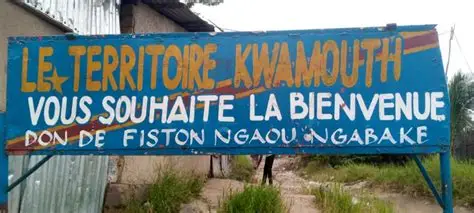 LE TERRITOIRE KWAMOUTH
VOUS SOUHAITE LA BIENVENUE
DON DE FISTON NGAOU NGABAKE